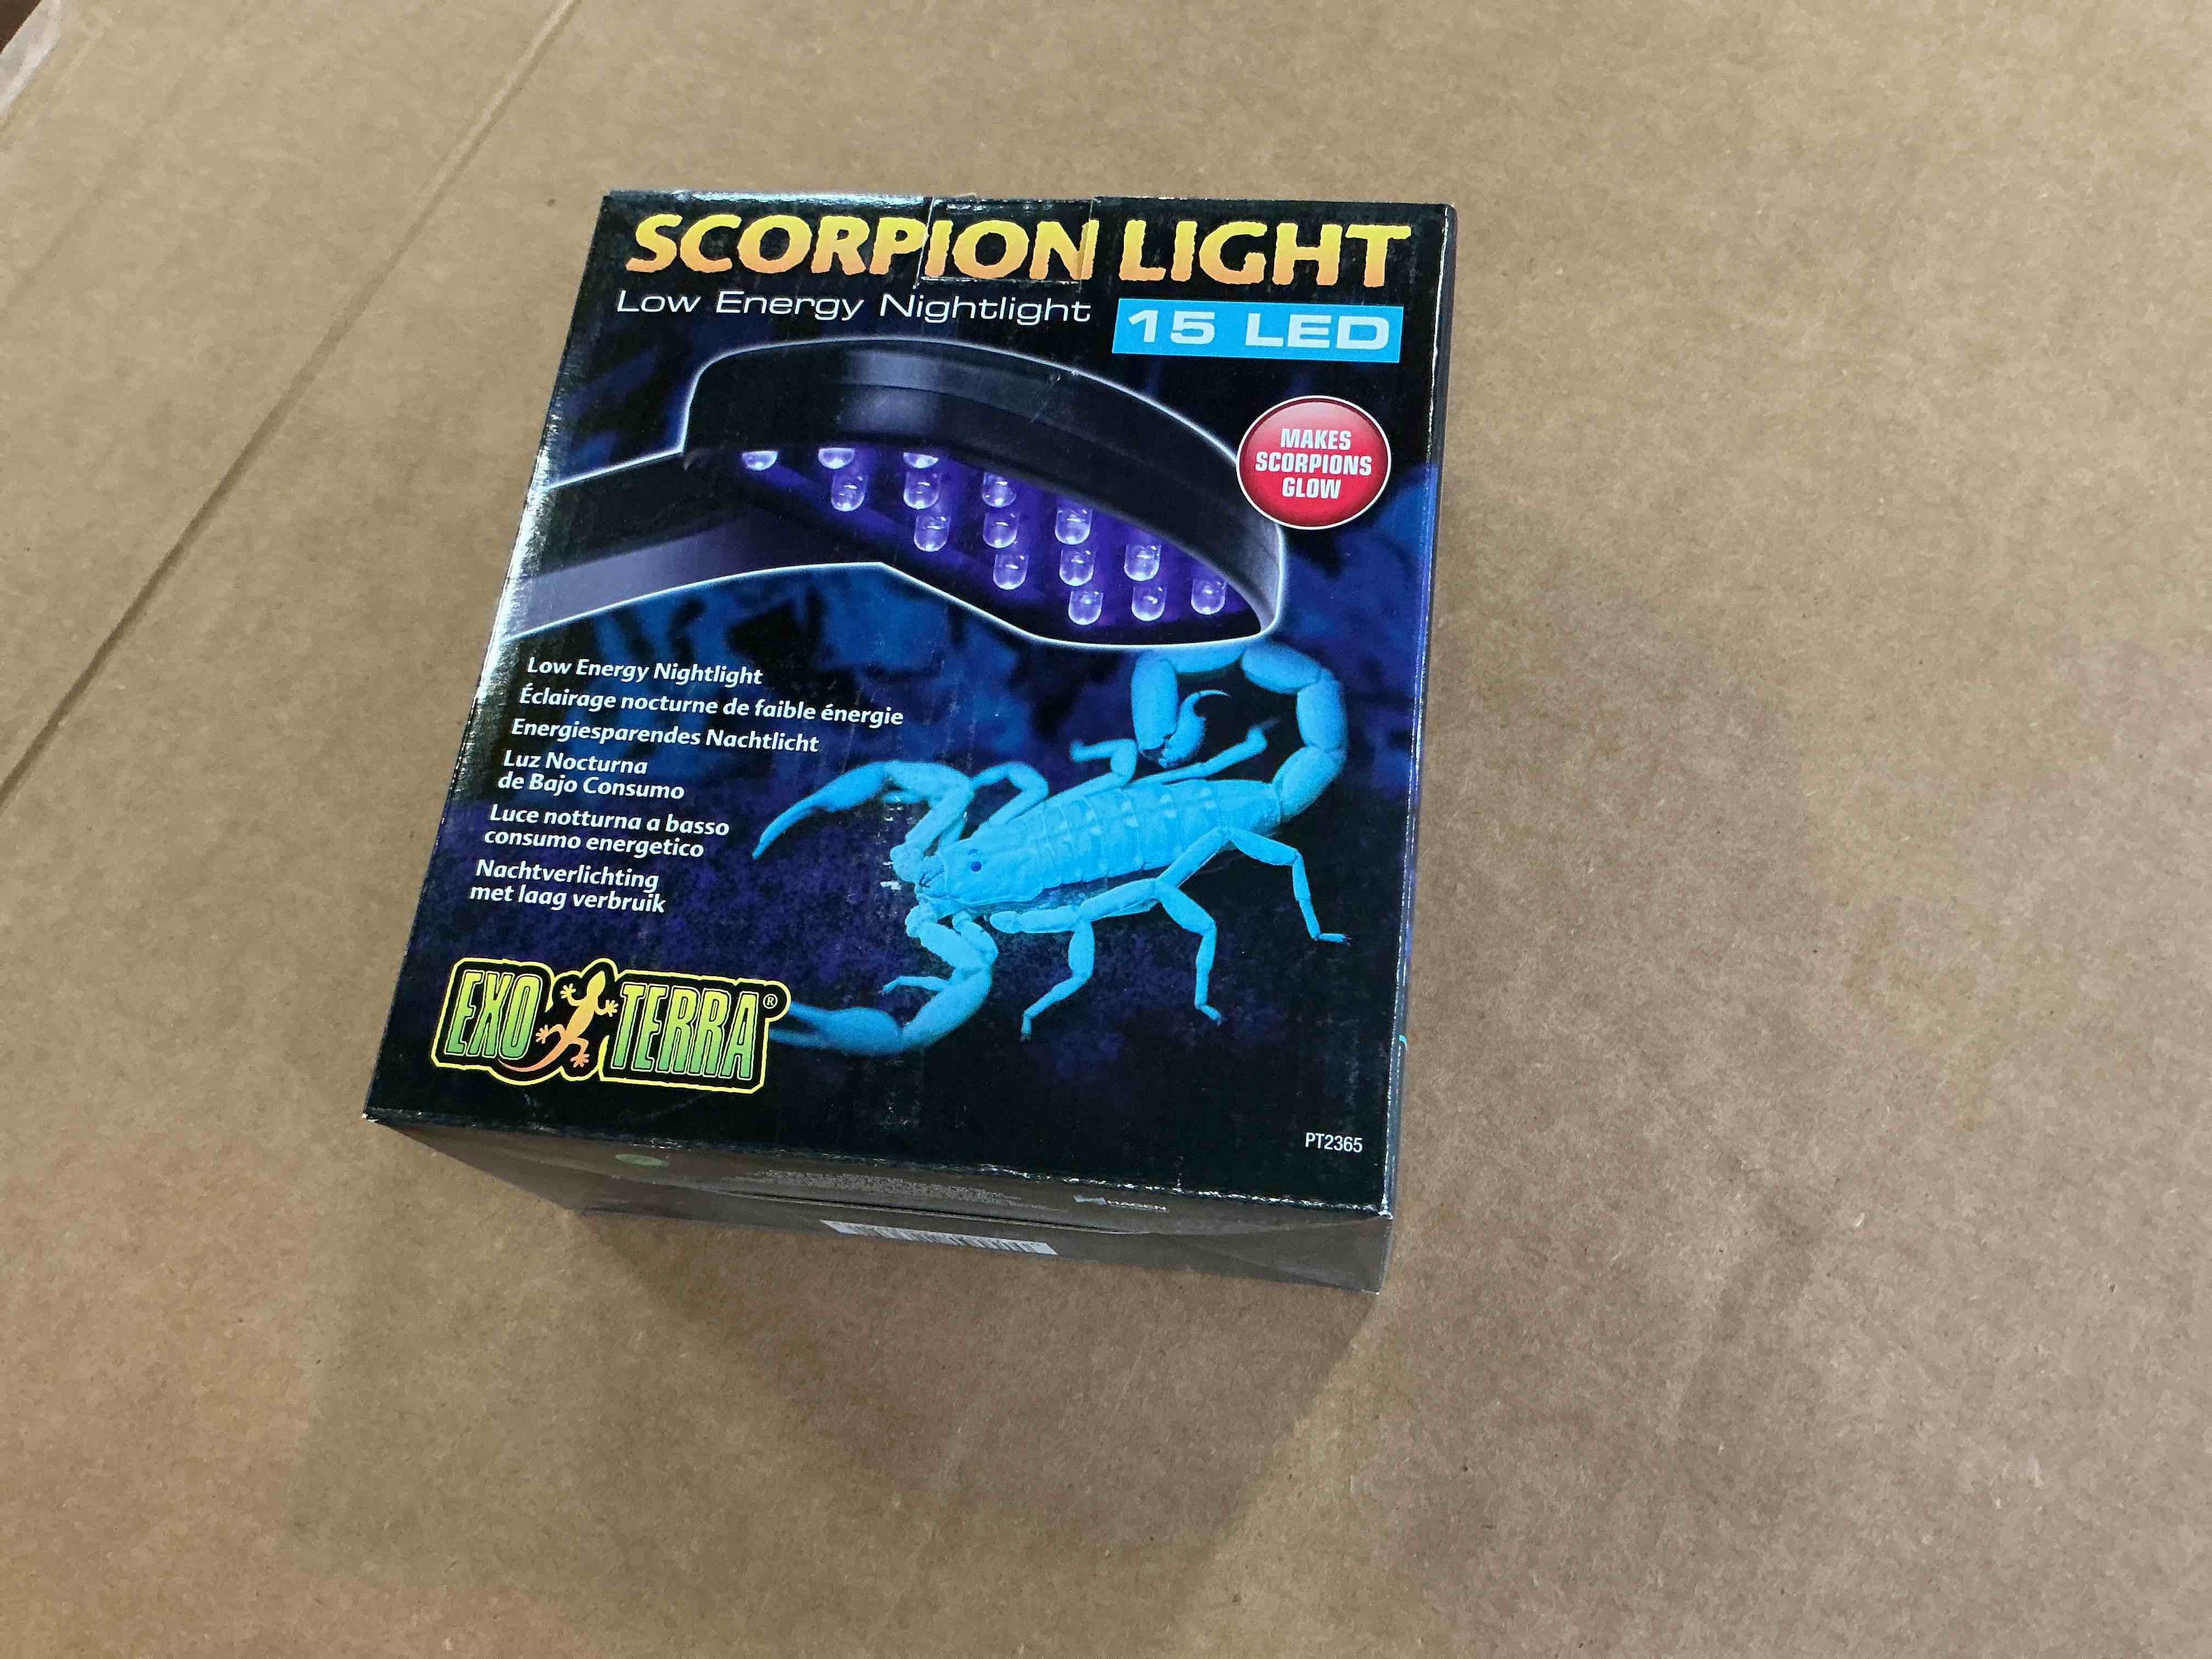 SCORPION LIGHT
Low Energy Nightlight
15 LED
MAKES
SCORPIONS
GLOW
Low Energy Nightlight
Éclairage nocturne de faible énergie
Energiesparendes Nachtlicht
Luz Nocturna
de Bajo Consumo
Luce notturna a basso
consumo energetico
Nachtverlichting
met laag verbruik
EXO TERRA®
PT2365
HAGEN